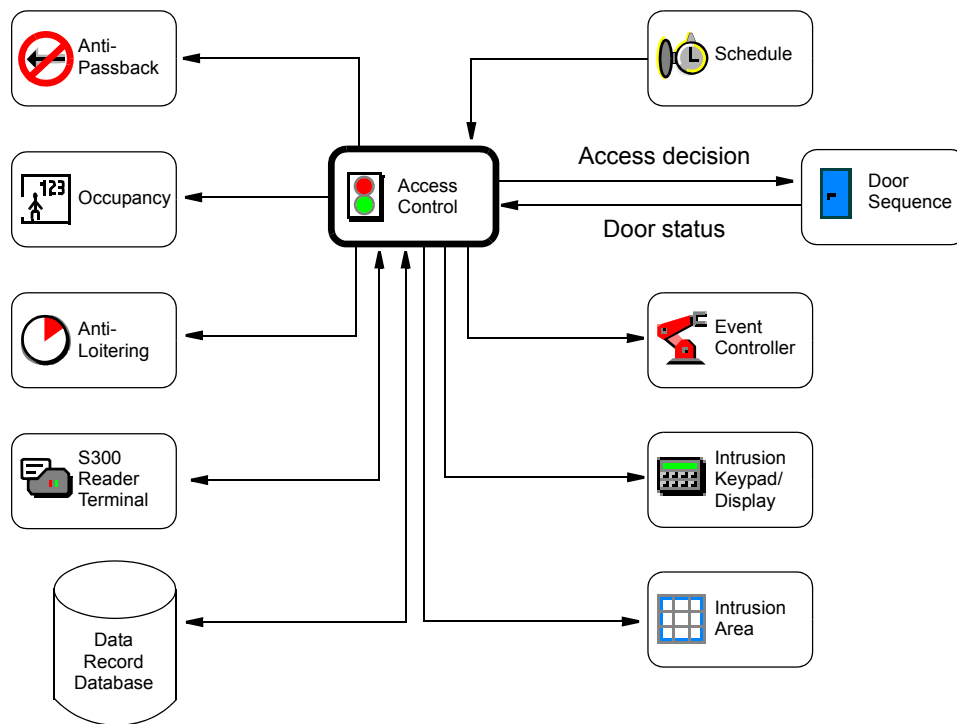 Anti-
Passback
Schedule
Access
Control
Access decision
Door status
Door
Sequence
123
Occupancy
Anti-
Loitering
Event
Controller
S300
Reader
Terminal
Intrusion
Keypad/
Display
Data
Record
Database
Intrusion
Area